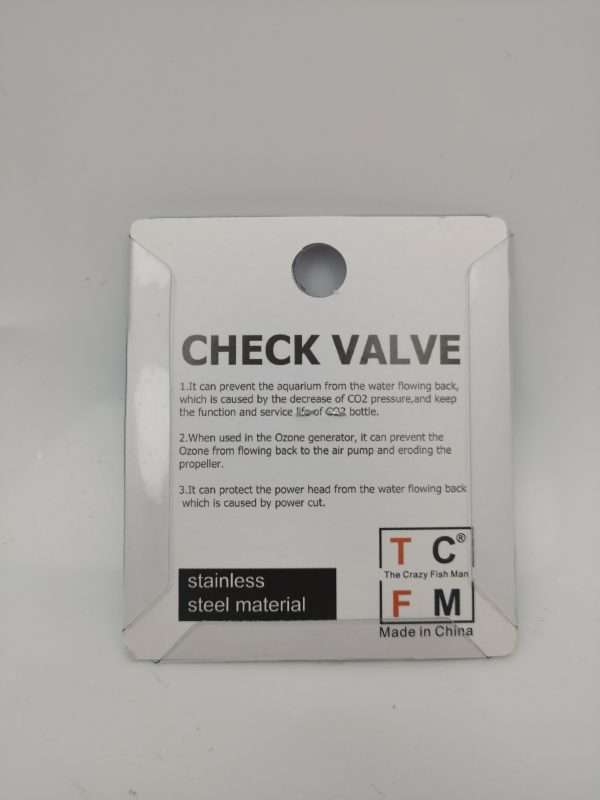 CHECK VALVE
1.It can prevent the aquarium from the water flowing back,
which is caused by the decrease of CO2 pressure,and keep
the function and service life of CO2 bottle.
2.When used in the Ozone generator, it can prevent the
Ozone from flowing back to the air pump and eroding the
propeller.
3.It can protect the power head from the water flowing back
which is caused by power cut.
stainless
steel material
T C®
The Crazy Fish Man
F M
Made in China